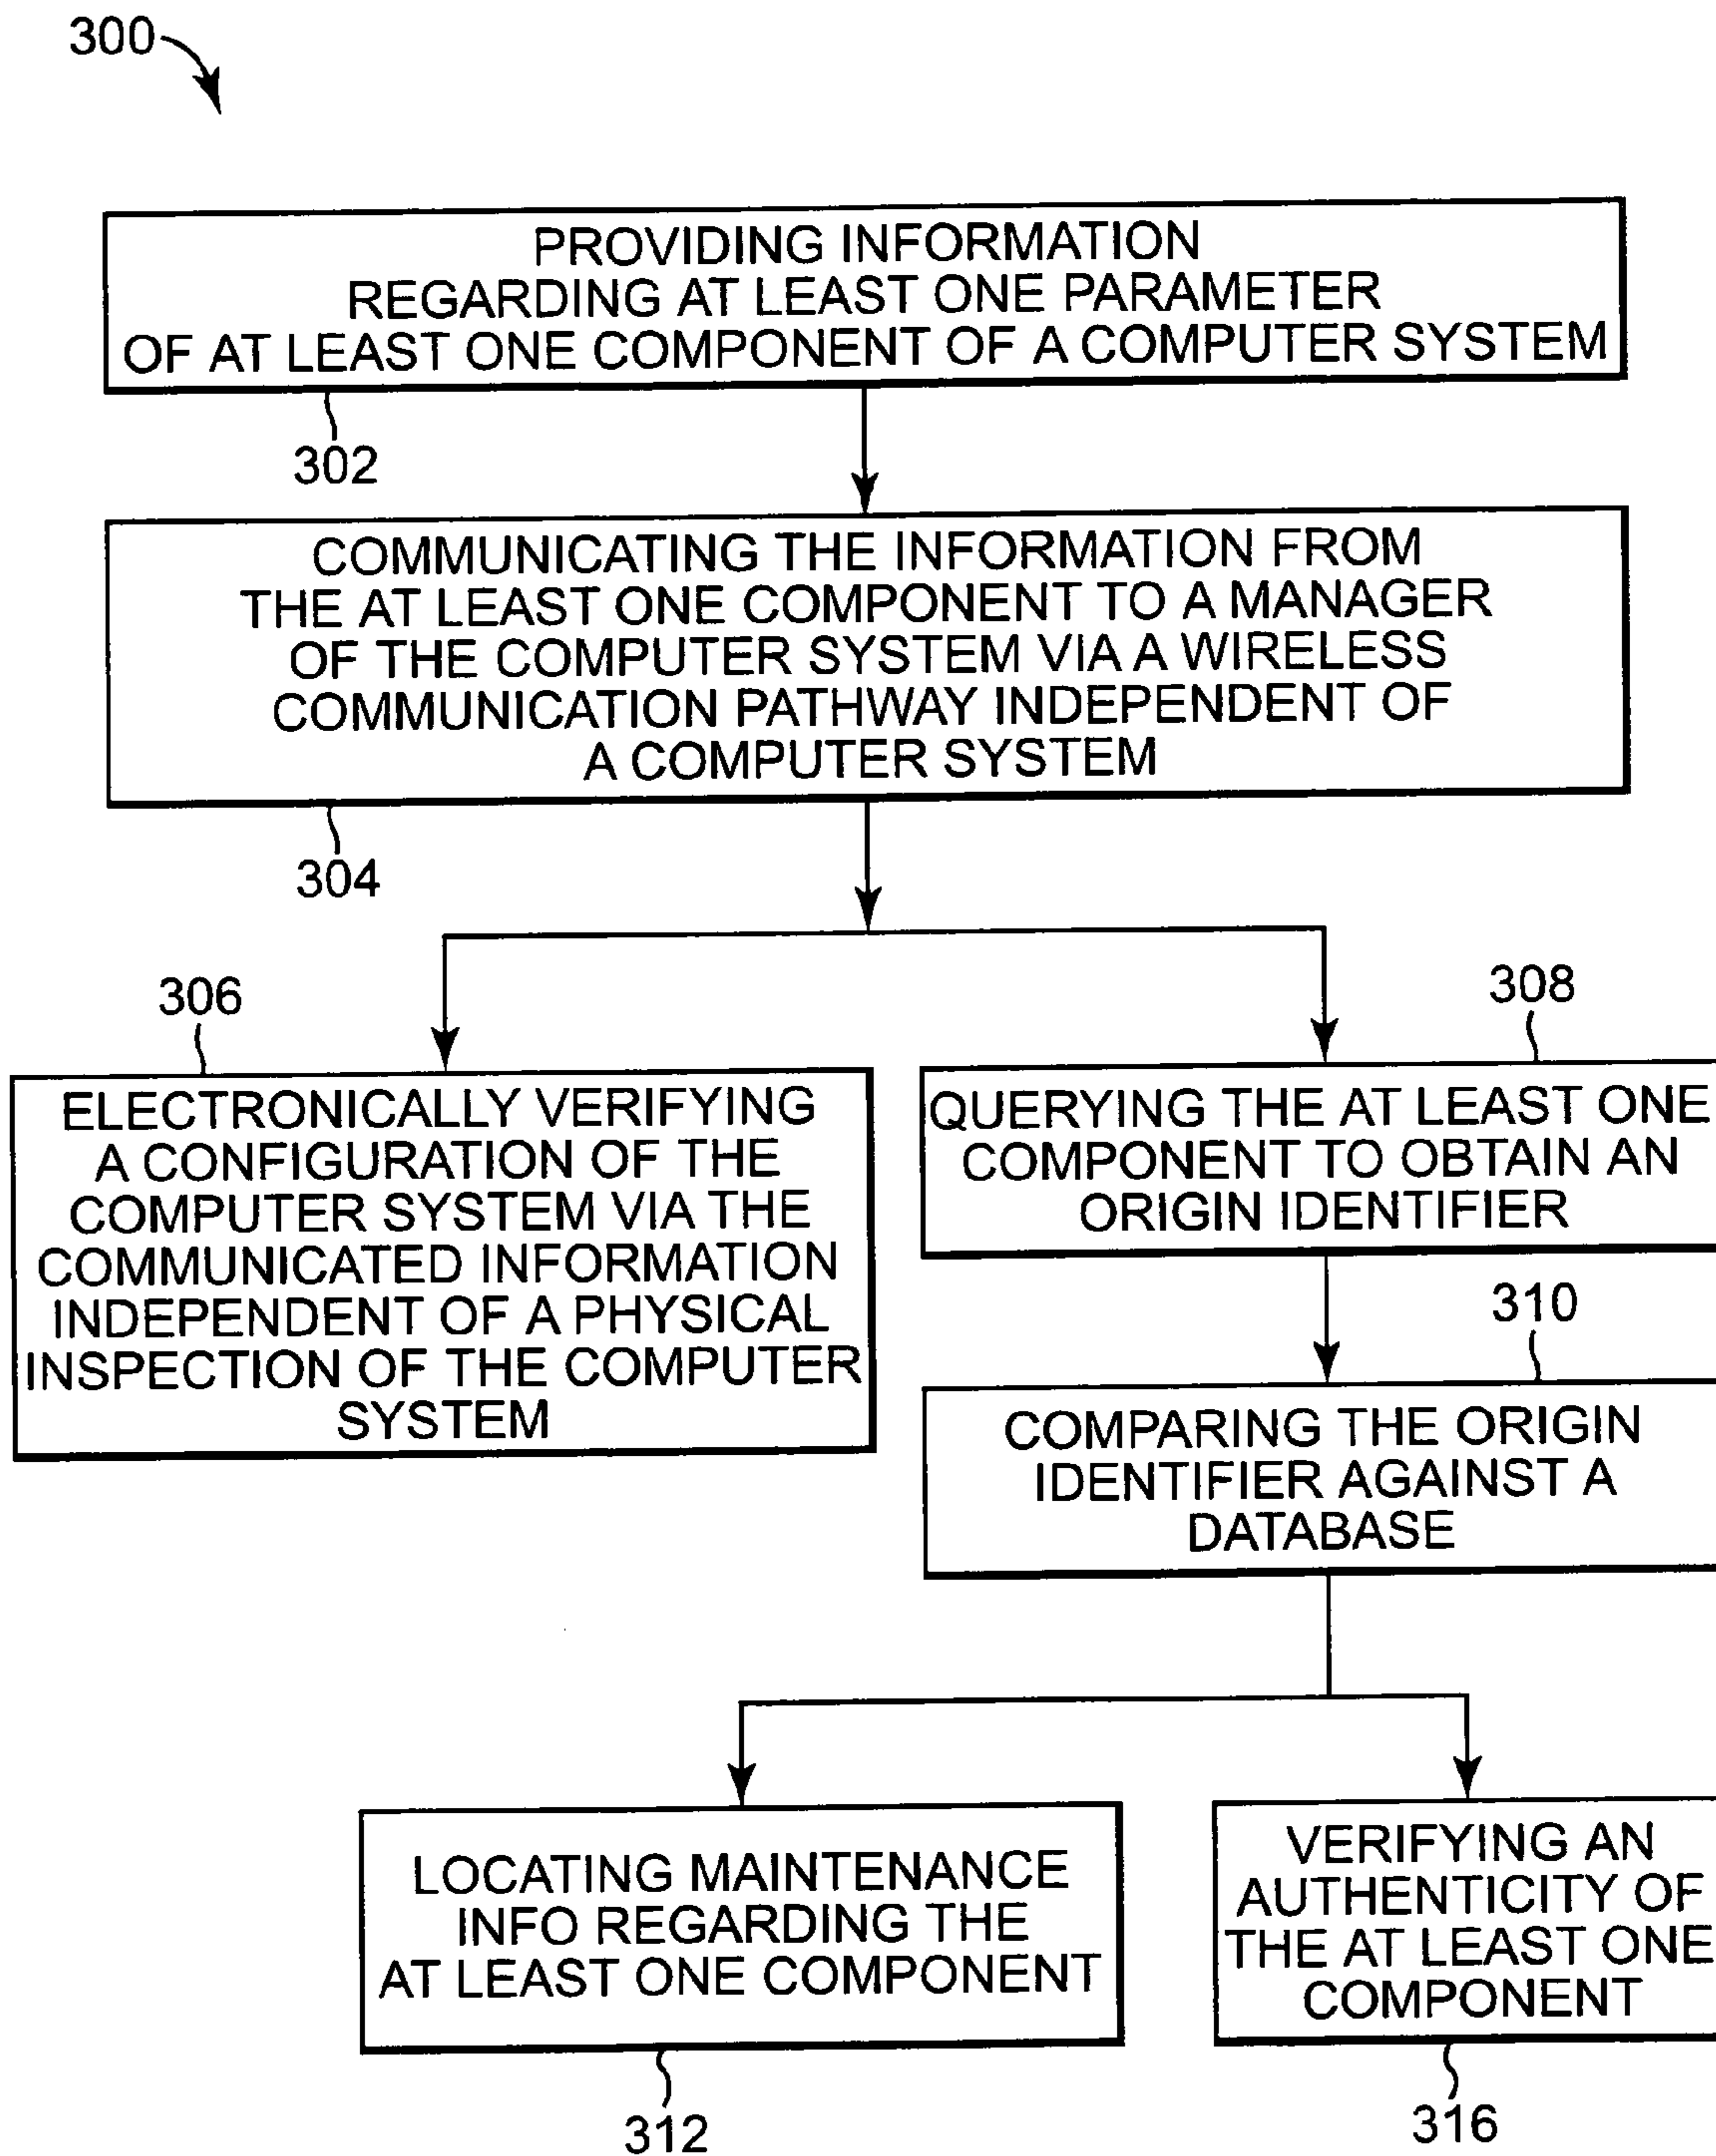 300
PROVIDING INFORMATION
REGARDING AT LEAST ONE PARAMETER
OF AT LEAST ONE COMPONENT OF A COMPUTER SYSTEM
302
COMMUNICATING THE INFORMATION FROM
THE AT LEAST ONE COMPONENT TO A MANAGER
OF THE COMPUTER SYSTEM VIA A WIRELESS
COMMUNICATION PATHWAY INDEPENDENT OF
A COMPUTER SYSTEM
304
306
ELECTRONICALLY VERIFYING
A CONFIGURATION OF THE
COMPUTER SYSTEM VIA THE
COMMUNICATED INFORMATION
INDEPENDENT OF A PHYSICAL
INSPECTION OF THE COMPUTER
SYSTEM
308
QUERYING THE AT LEAST ONE
COMPONENT TO OBTAIN AN
ORIGIN IDENTIFIER
310
COMPARING THE ORIGIN
IDENTIFIER AGAINST A
DATABASE
LOCATING MAINTENANCE
INFO REGARDING THE
AT LEAST ONE COMPONENT
312
VERIFYING AN
AUTHENTICITY OF
THE AT LEAST ONE
COMPONENT
316